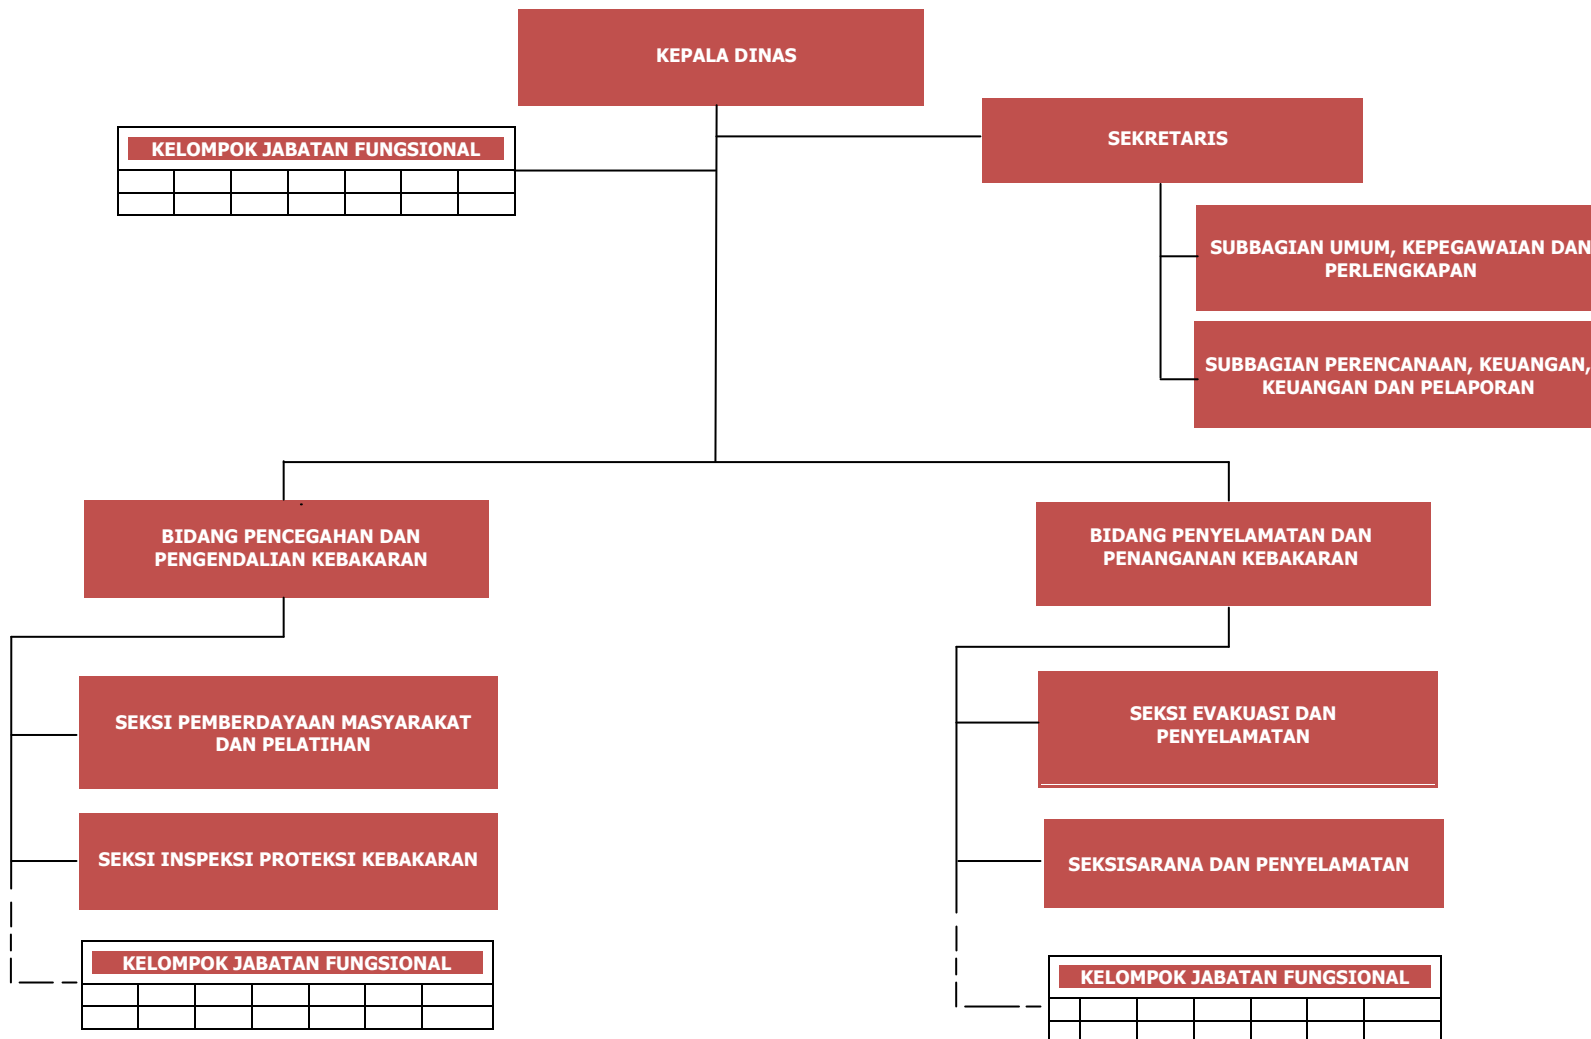 KEPALA DINAS
SEKRETARIS
KELOMPOK JABATAN FUNGSIONAL
SUBBAGIAN UMUM, KEPEGAWAIAN DAN
PERLENGKAPAN
SUBBAGIAN PERENCANAAN, KEUANGAN,
KEUANGAN DAN PELAPORAN
BIDANG PENCEGAHAN DAN
PENGENDALIAN KEBAKARAN
BIDANG PENYELAMATAN DAN
PENANGANAN KEBAKARAN
SEKSI PEMBERDAYAAN MASYARAKAT
DAN PELATIHAN
SEKSI EVAKUASI DAN
PENYELAMATAN
SEKSI INSPEKSI PROTEKSI KEBAKARAN
SEKSISARANA DAN PENYELAMATAN
KELOMPOK JABATAN FUNGSIONAL
KELOMPOK JABATAN FUNGSIONAL